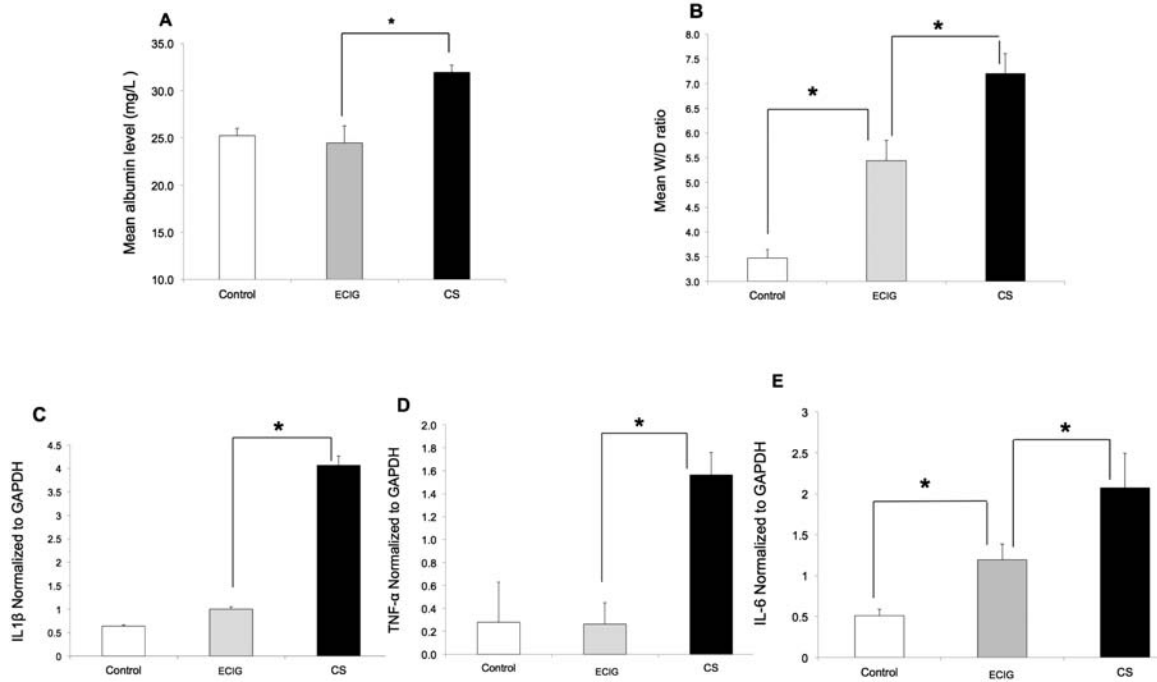 A
*
Mean albumin level (mg/L )
35.0
30.0
25.0
20.0
15.0
10.0
Control
ECIG
CS
B
*
*
Mean W/D ratio
8.0
7.5
7.0
6.5
6.0
5.5
5.0
4.5
4.0
3.5
3.0
Control
ECIG
CS
C
*
IL1β Normalized to GAPDH
4.5
4
3.5
3
2.5
2
1.5
1
0.5
0
Control
ECIG
CS
D
*
TNF-α Normalized to GAPDH
2.0
1.8
1.6
1.4
1.2
1.0
0.8
0.6
0.4
0.2
0.0
Control
ECIG
CS
E
*
*
IL-6 Normalized to GAPDH
3
2.5
2
1.5
1
0.5
0
Control
ECIG
CS